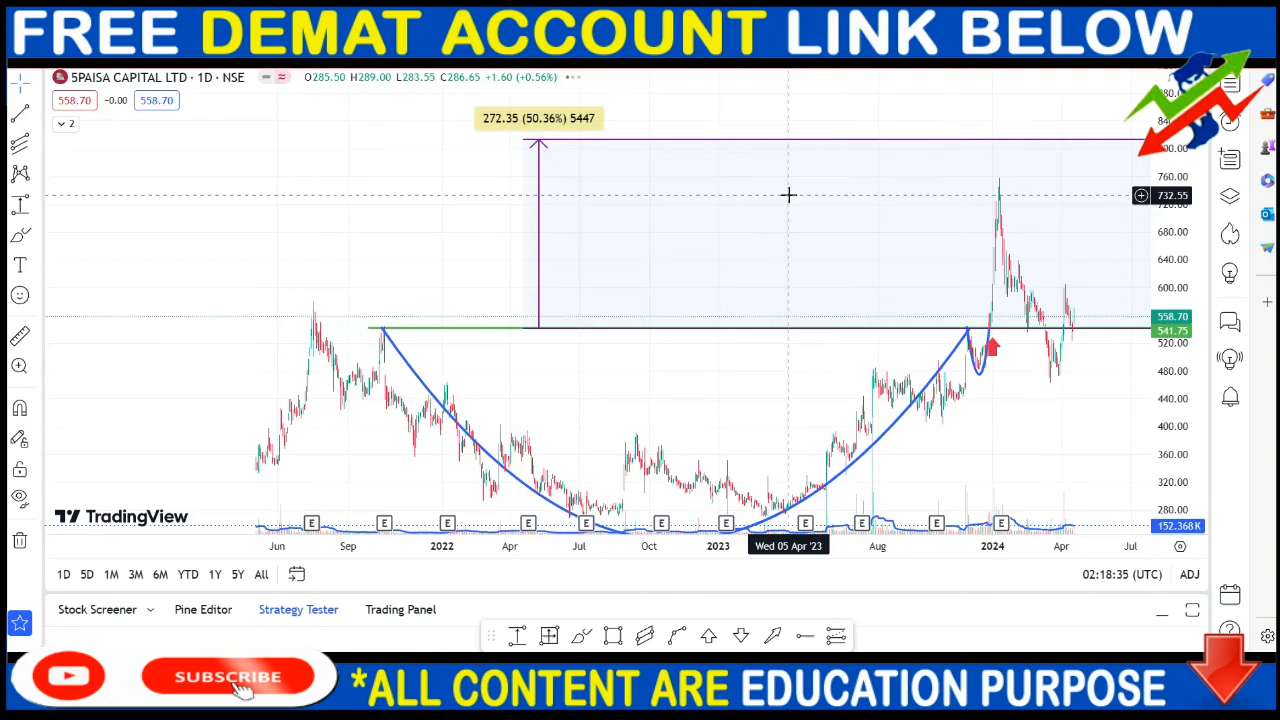 FREE DEMAT ACCOUNT LINK BELOW
5PAISA CAPITAL LTD · 1D · NSE
O285.50 H289.00 L283.55 C286.65 +1.60 (+0.56%)
558.70 -0.00 558.70
2
272.35 (50.36%) 5447
840
800.00
760.00
732.55
720.00
680.00
640.00
600.00
558.70
541.75
520.00
480.00
440.00
400.00
360.00
320.00
280.00
152.368K
TradingView
E E E E E E E E E E E
Jun Sep 2022 Apr Jul Oct 2023 Wed 05 Apr '23 Aug 2024 Apr Jul
1D 5D 1M 3M 6M YTD 1Y 5Y All
02:18:35 (UTC) ADJ
Stock Screener Pine Editor Strategy Tester Trading Panel
SUBSCRIBE
*ALL CONTENT ARE EDUCATION PURPOSE